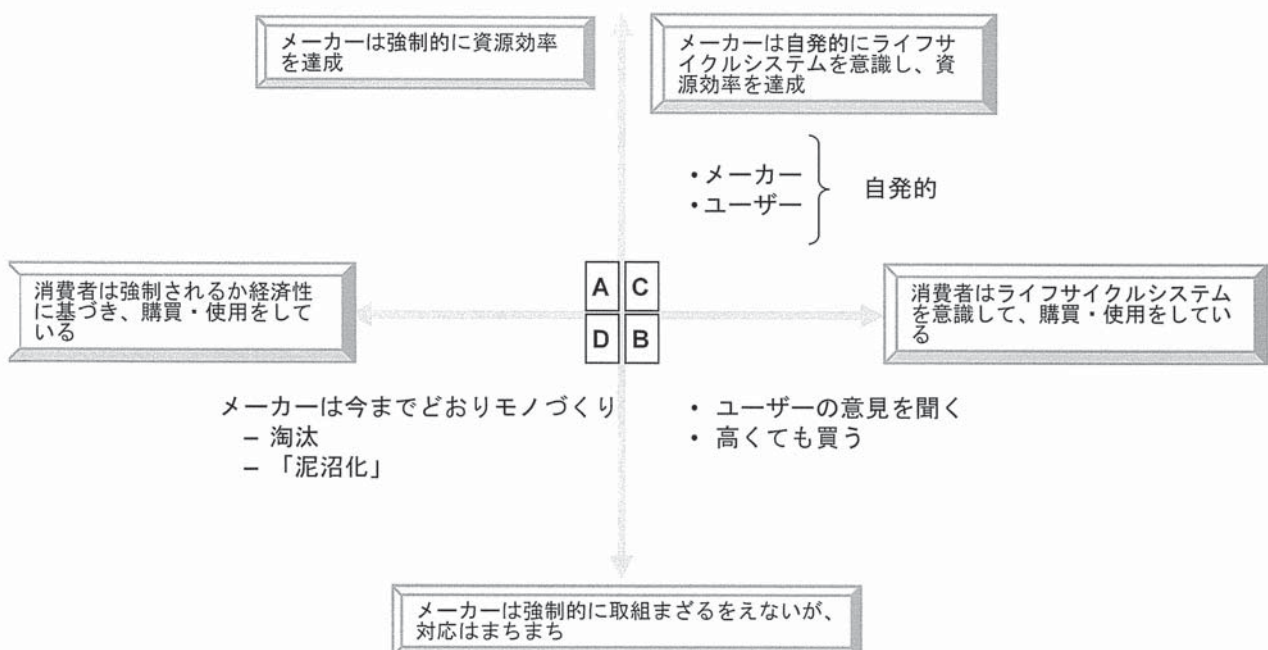 メーカーは強制的に資源効率
を達成
メーカーは自発的にライフサ
イクルシステムを意識し、資
源効率を達成
・メーカー
・ユーザー
自発的
A
C
D
B
消費者は強制されるか経済性
に基づき、購買・使用をして
いる
消費者はライフサイクルシステム
を意識して、購買・使用をしてい
る
メーカーは今までどおりモノづくり
– 淘汰
– 「泥沼化」
・ ユーザーの意見を聞く
・ 高くても買う
メーカーは強制的に取組まざるをえないが、
対応はまちまち